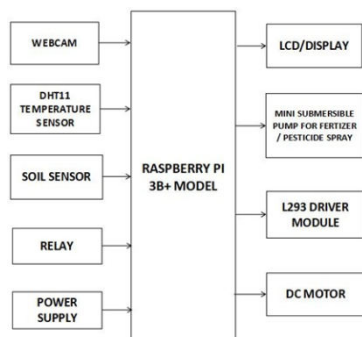 WEBCAM
DHT11
TEMPERATURE
SENSOR
SOIL SENSOR
RELAY
POWER
SUPPLY
RASPBERRY PI
3B+ MODEL
LCD/DISPLAY
MINI SUBMERSIBLE
PUMP FOR FERTIZER
/ PESTICIDE SPRAY
L293 DRIVER
MODULE
DC MOTOR